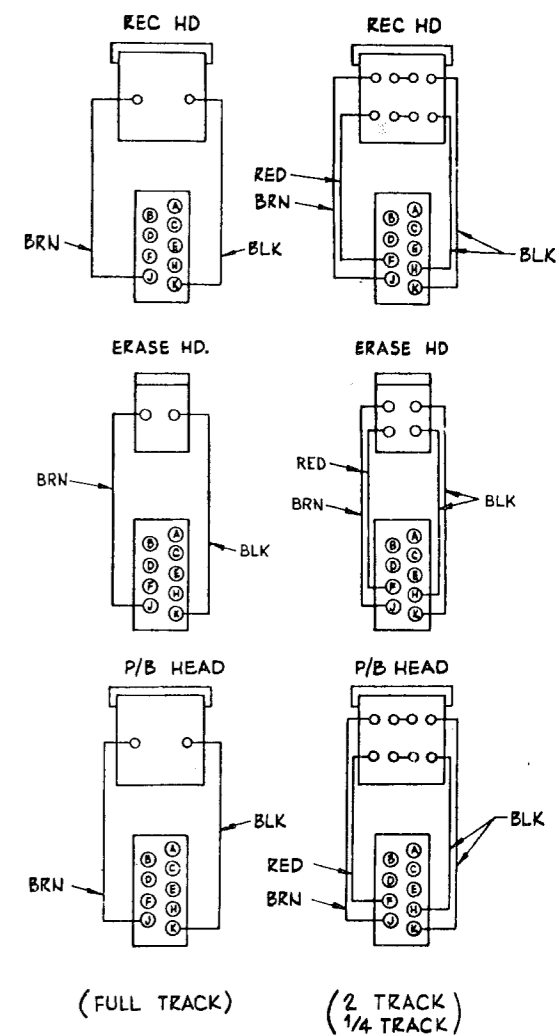 REC HD
REC HD
A
B
C
D
E
F
H
J
K
BRN
BLK
A
B
C
D
E
F
H
J
K
RED
BRN
BLK
ERASE HD.
ERASE HD
A
B
C
D
E
F
H
J
K
BRN
BLK
A
B
C
D
E
F
H
J
K
RED
BRN
BLK
P/B HEAD
P/B HEAD
A
B
C
D
E
F
H
J
K
BRN
BLK
A
B
C
D
E
F
H
J
K
RED
BRN
BLK
(FULL TRACK)
(2 TRACK
1/4 TRACK)